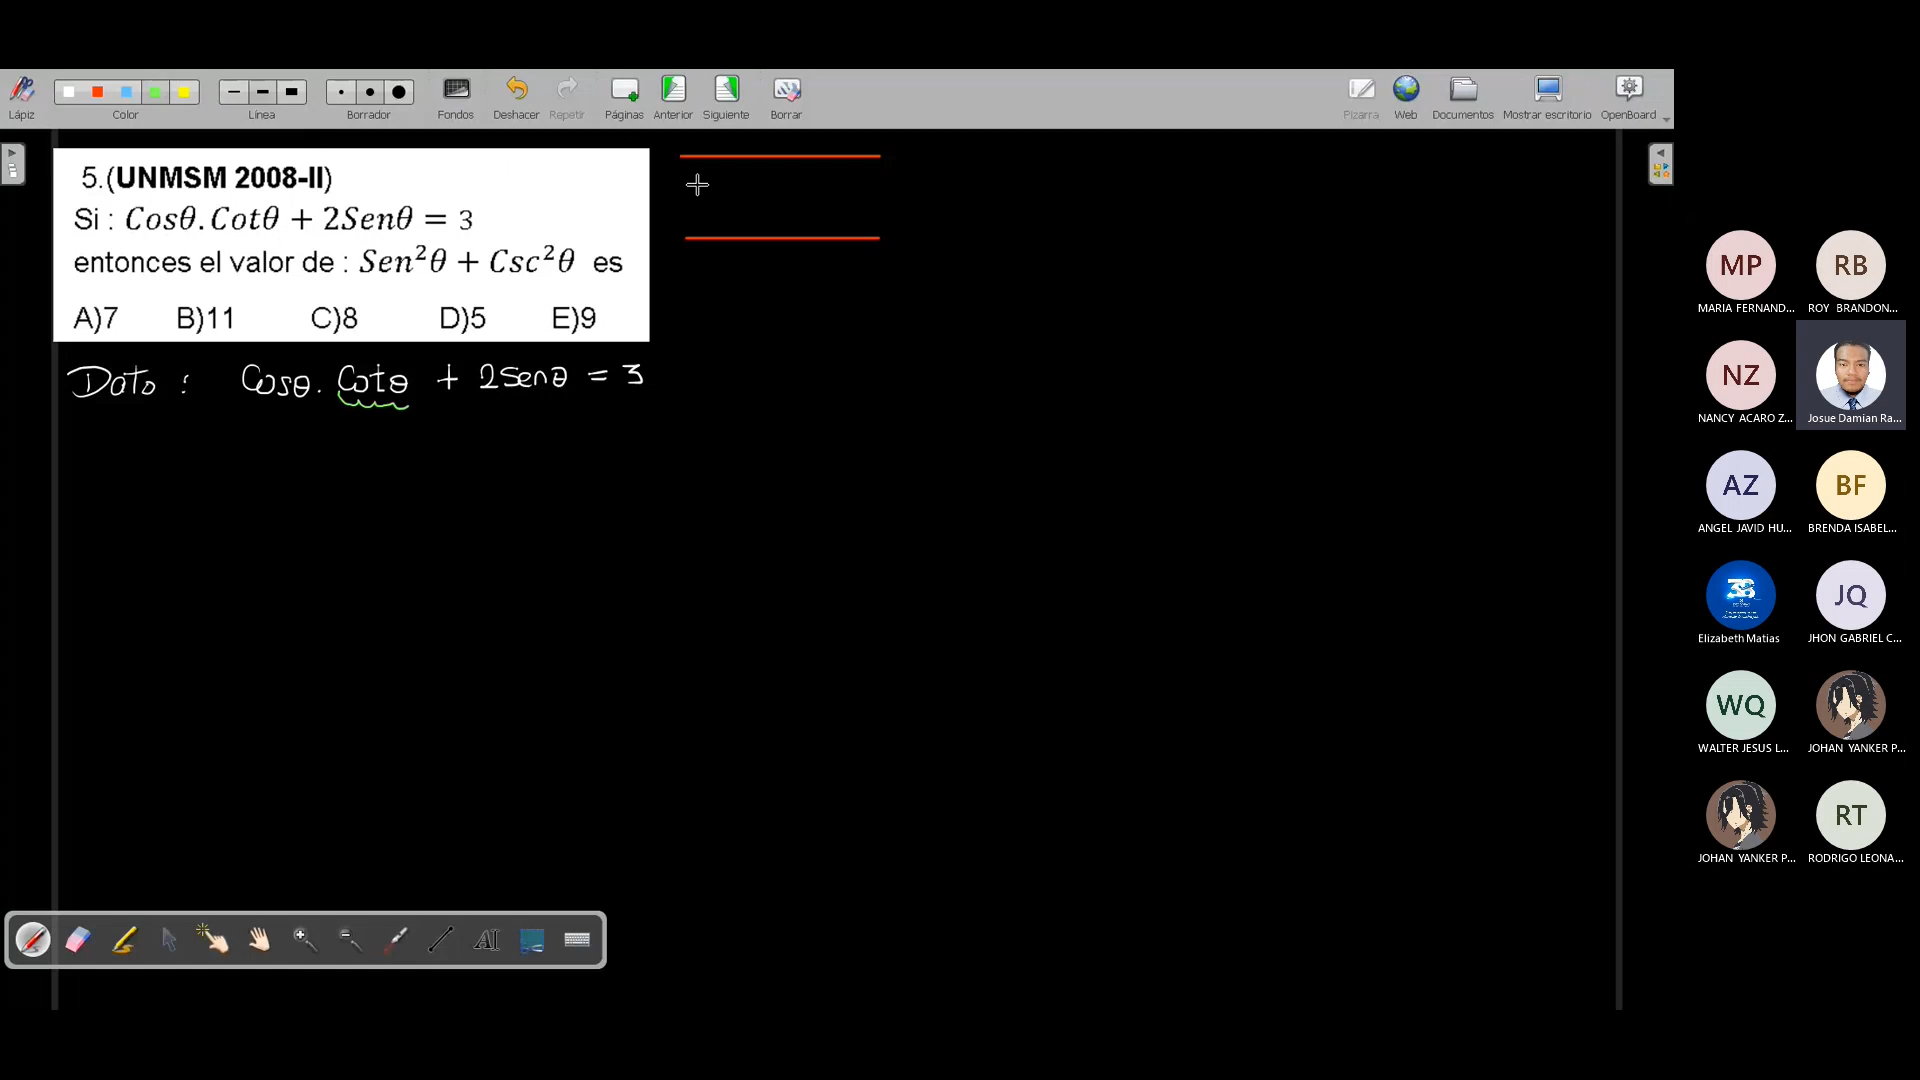 Lápiz
Color
Línea
Borrador
Fondos
Deshacer
Repetir
Páginas
Anterior
Siguiente
Borrar
Pizarra
Web
Documentos
Mostrar escritorio
OpenBoard
5.(UNMSM 2008-II)
Si : Cosθ.Cotθ + 2Senθ = 3
entonces el valor de : Sen²θ + Csc²θ es
A)7 B)11 C)8 D)5 E)9
Dato : Cosθ. Cotθ + 2Senθ = 3
MP
MARIA FERNAND...
RB
ROY BRANDON...
NZ
NANCY ACARO Z...
Josue Damian Ra...
AZ
ANGEL JAVID HU...
BF
BRENDA ISABEL...
Elizabeth Matias
JQ
JHON GABRIEL C...
WQ
WALTER JESUS L...
JOHAN YANKER P...
JOHAN YANKER P...
RT
RODRIGO LEONA...
AI